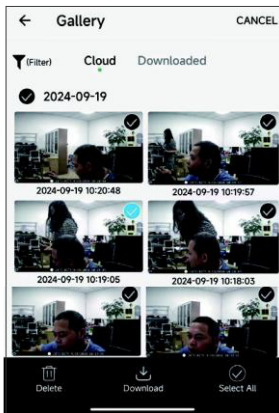 ← Gallery CANCEL
(Filter) Cloud Downloaded
2024-09-19
2024-09-19 10:20:48 2024-09-19 10:19:57
2024-09-19 10:19:05 2024-09-19 10:18:03
Delete Download Select All